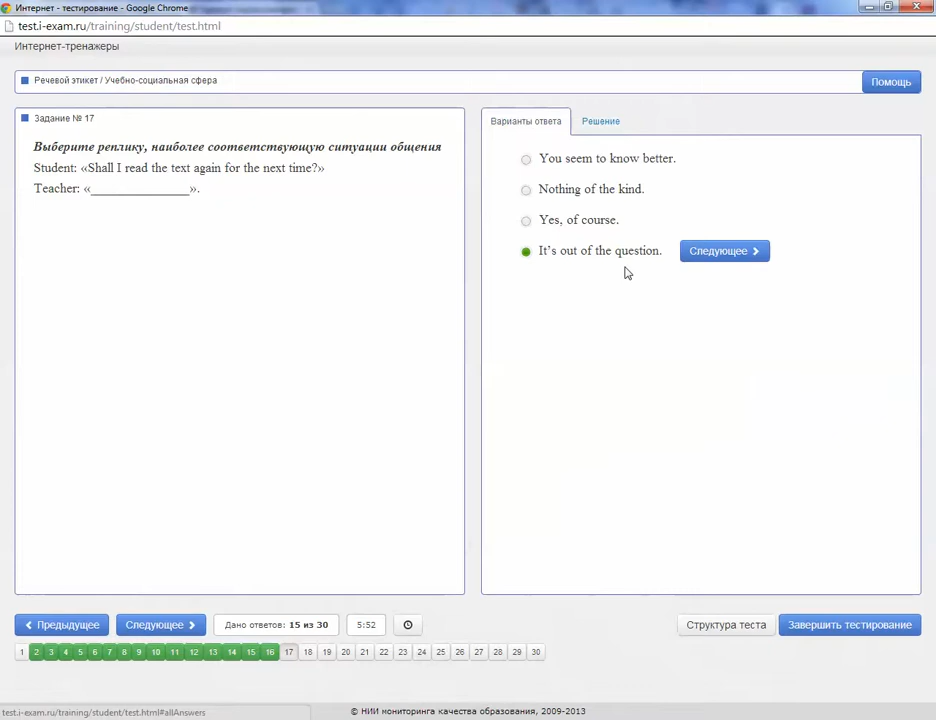 Интернет - тестирование - Google Chrome
test.i-exam.ru/training/student/test.html
Интернет-тренажеры
Речевой этикет / Учебно-социальная сфера
Помощь
Задание № 17
Выберите реплику, наиболее соответствующую ситуации общения
Student: «Shall I read the text again for the next time?»
Teacher: «________________».
Варианты ответа
Решение
You seem to know better.
Nothing of the kind.
Yes, of course.
It's out of the question.
Следующее
Предыдущее
Следующее
Дано ответов: 15 из 30
5:52
Структура теста
Завершить тестирование
1 2 3 4 5 6 7 8 9 10 11 12 13 14 15 16 17 18 19 20 21 22 23 24 25 26 27 28 29 30
test.i-exam.ru/training/student/test.html#allAnswers
© НИИ мониторинга качества образования, 2009-2013